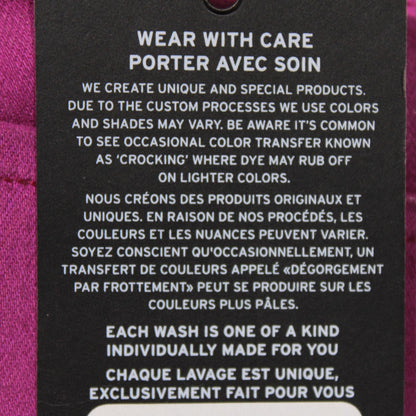 WEAR WITH CARE
PORTER AVEC SOIN
WE CREATE UNIQUE AND SPECIAL PRODUCTS.
DUE TO THE CUSTOM PROCESSES WE USE COLORS
AND SHADES MAY VARY. BE AWARE IT'S COMMON
TO SEE OCCASIONAL COLOR TRANSFER KNOWN
AS ‘CROCKING’ WHERE DYE MAY RUB OFF
ON LIGHTER COLORS.
NOUS CRÉONS DES PRODUITS ORIGINAUX ET
UNIQUES. EN RAISON DE NOS PROCÉDÉS, LES
COULEURS ET LES NUANCES PEUVENT VARIER.
SOYEZ CONSCIENT QU'OCCASIONNELLEMENT, UN
TRANSFERT DE COULEURS APPELÉ «DÉGORGEMENT
PAR FROTTEMENT» PEUT SE PRODUIRE SUR LES
COULEURS PLUS PÂLES.
EACH WASH IS ONE OF A KIND
INDIVIDUALLY MADE FOR YOU
CHAQUE LAVAGE EST UNIQUE,
EXCLUSIVEMENT FAIT POUR VOUS